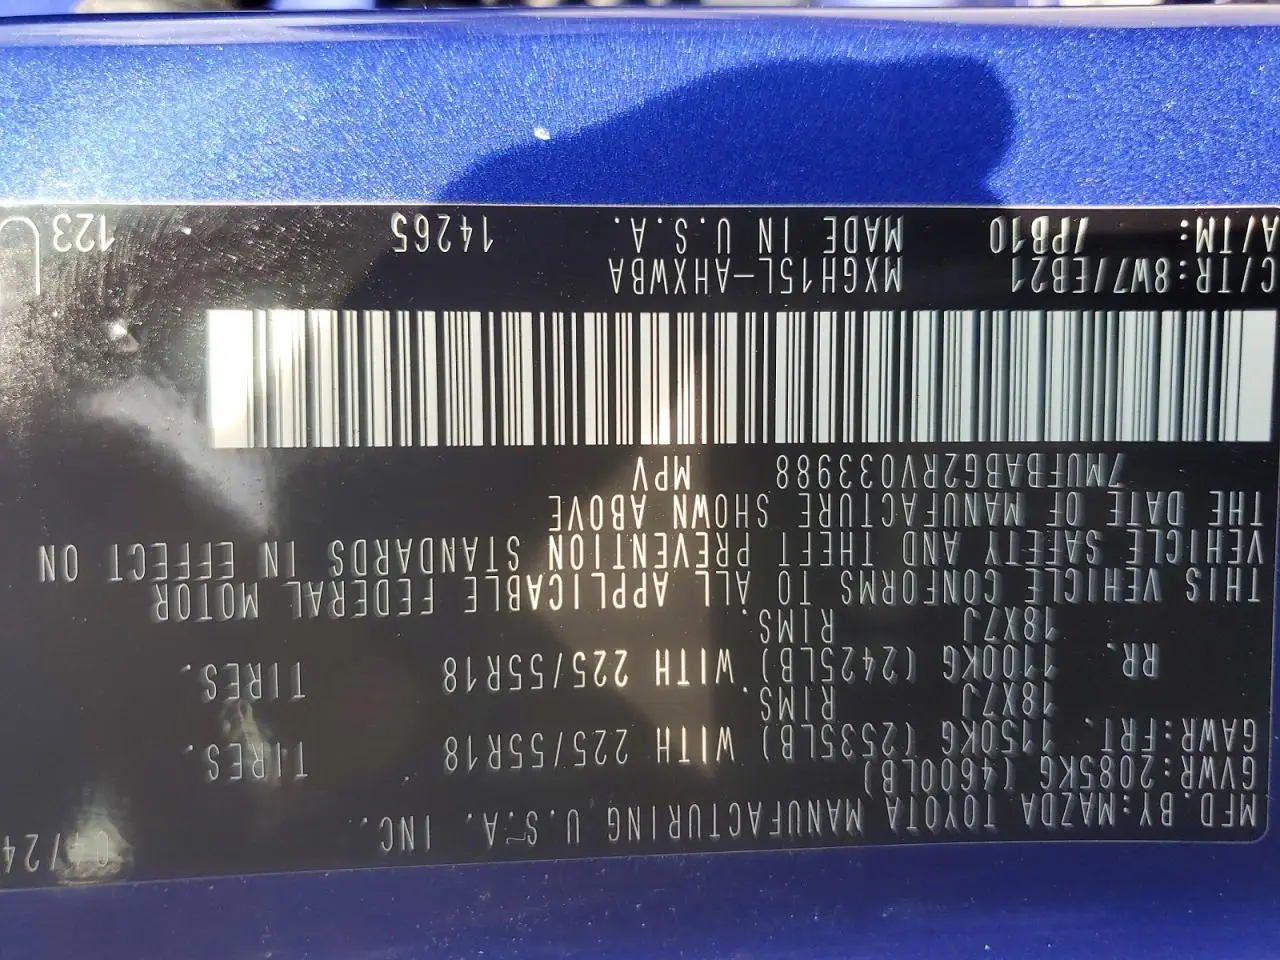 MFD.BY:MAZDA TOYOTA MANUFACTURING U.S.A. INC.
/24
GVWR:2085KG (4600LB)
GAWR:FRT. 1150KG (2535LB) WITH 225/55R18 TIRES.
18X7J RIMS.
RR. 1100KG (2425LB) WITH 225/55R18 TIRES.
18X7J RIMS.
THIS VEHICLE CONFORMS TO ALL APPLICABLE FEDERAL MOTOR
VEHICLE SAFETY AND THEFT PREVENTION STANDARDS IN EFFECT ON
THE DATE OF MANUFACTURE SHOWN ABOVE
7MUFBABG2RV033988 MPV
C/TR:8W7/EB21 MXGH15L-AHXWBA
A/TM: /PB10 MADE IN U.S.A. 14265 123